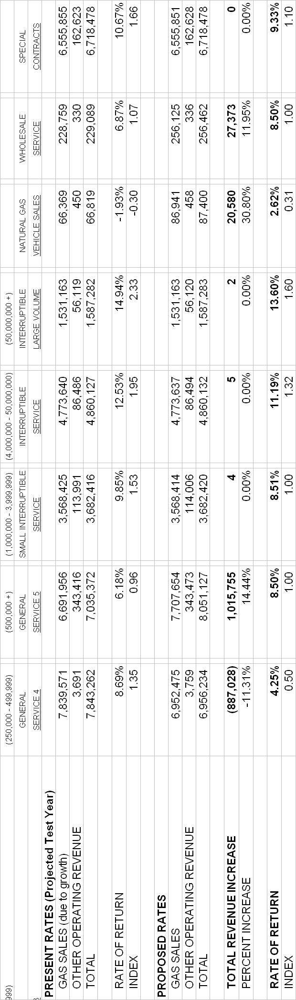 999) (250,000 - 499,999) (500,000 +) (1,000,000 - 3,999,999) (4,000,000 - 50,000,000) (50,000,000 +)
GENERAL GENERAL SMALL INTERRUPTIBLE INTERRUPTIBLE INTERRUPTIBLE NATURAL GAS WHOLESALE SPECIAL
SERVICE 4 SERVICE 5 SERVICE SERVICE LARGE VOLUME VEHICLE SALES SERVICE CONTRACTS
PRESENT RATES (Projected Test Year)
GAS SALES (due to growth) 7,839,571 6,691,956 3,568,425 4,773,640 1,531,163 66,369 228,759 6,555,855
OTHER OPERATING REVENUE 3,691 343,416 113,991 86,486 56,119 450 330 162,623
TOTAL 7,843,262 7,035,372 3,682,416 4,860,127 1,587,282 66,819 229,089 6,718,478
RATE OF RETURN 8.69% 6.18% 9.85% 12.53% 14.94% -1.93% 6.87% 10.67%
INDEX 1.35 0.96 1.53 1.95 2.33 -0.30 1.07 1.66
PROPOSED RATES
GAS SALES 6,952,475 7,707,654 3,568,414 4,773,637 1,531,163 86,941 256,125 6,555,851
OTHER OPERATING REVENUE 3,759 343,473 114,006 86,494 56,120 458 336 162,628
TOTAL 6,956,234 8,051,127 3,682,420 4,860,132 1,587,283 87,400 256,462 6,718,478
TOTAL REVENUE INCREASE (887,028) 1,015,755 4 5 2 20,580 27,373 0
PERCENT INCREASE -11.31% 14.44% 0.00% 0.00% 0.00% 30.80% 11.95% 0.00%
RATE OF RETURN 4.25% 8.50% 8.51% 11.19% 13.60% 2.62% 8.50% 9.33%
INDEX 0.50 1.00 1.00 1.32 1.60 0.31 1.00 1.10